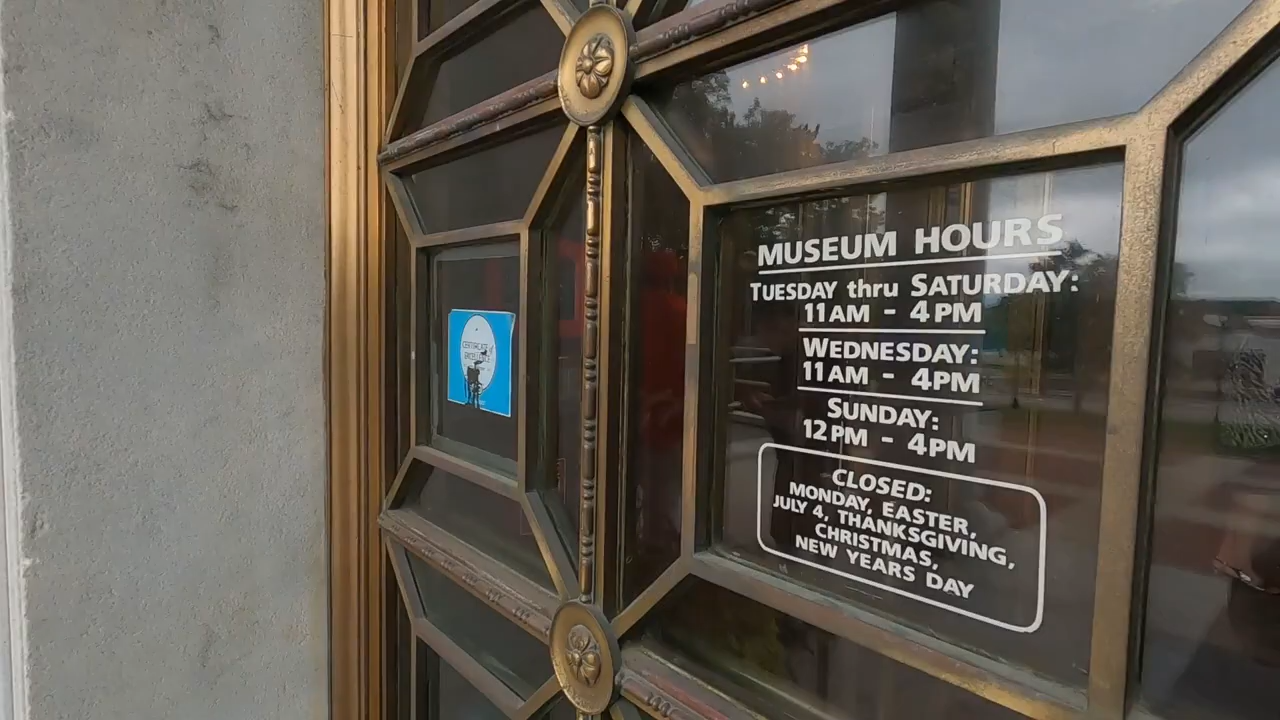 MUSEUM HOURS
TUESDAY thru SATURDAY:
11AM - 4PM
WEDNESDAY:
11AM - 4PM
SUNDAY:
12PM - 4PM
CLOSED:
MONDAY, EASTER,
JULY 4, THANKSGIVING,
CHRISTMAS,
NEW YEARS DAY